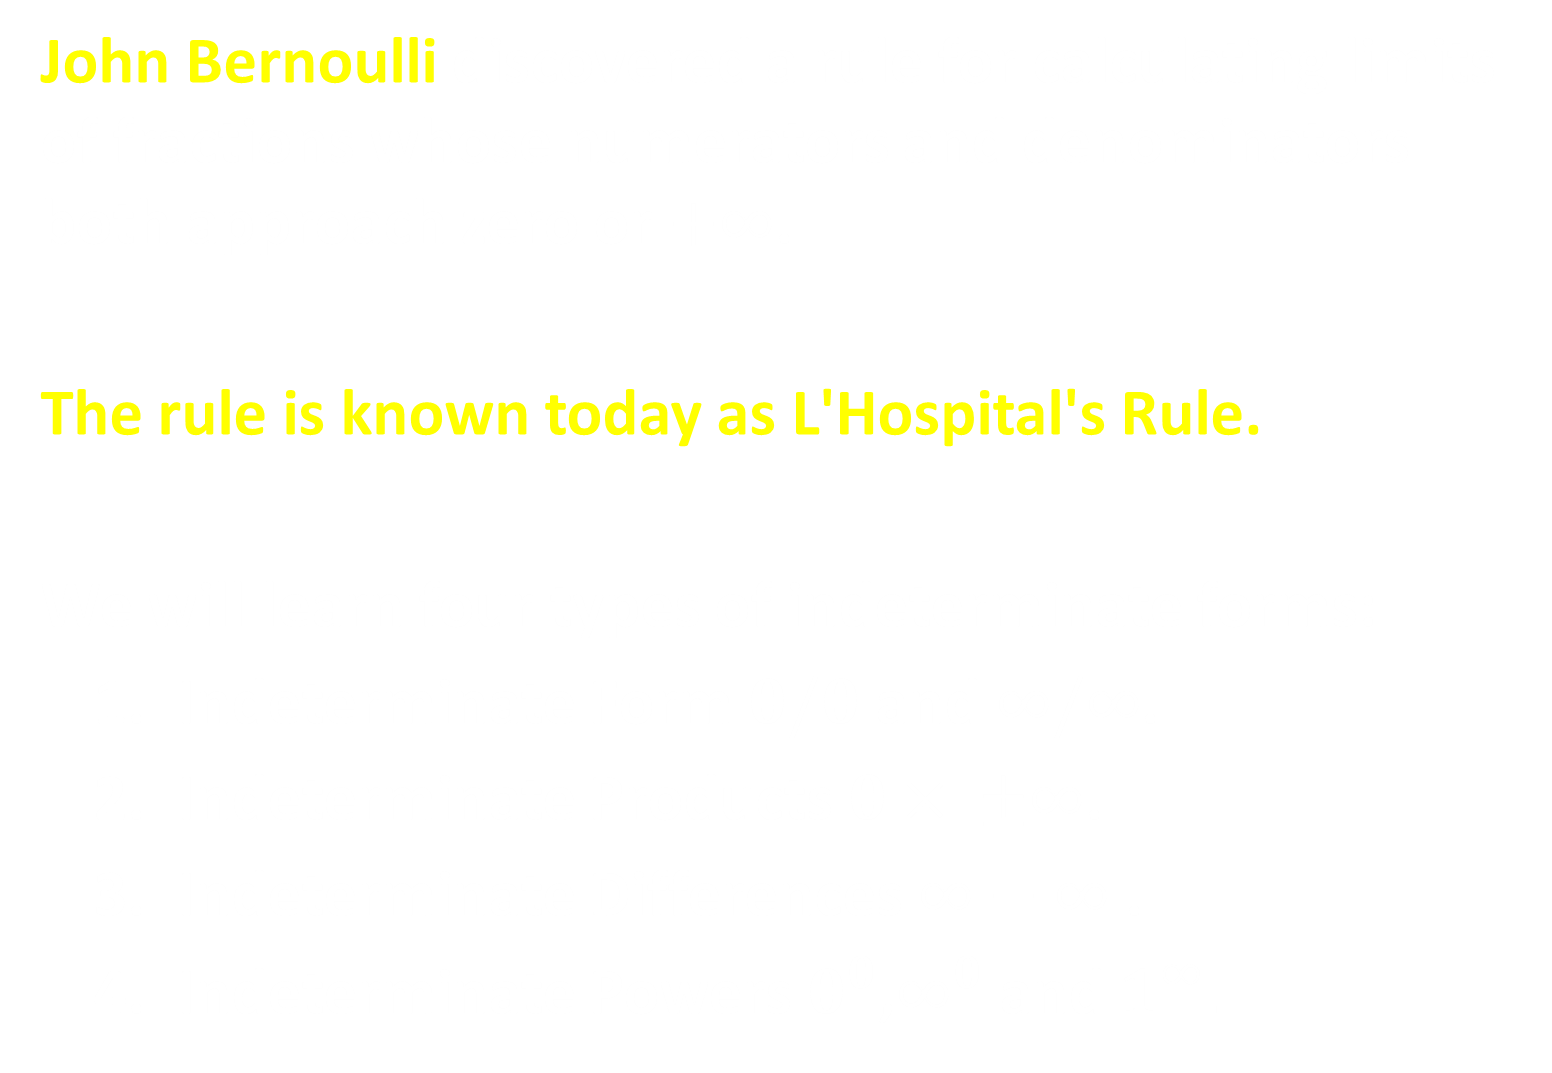 John Bernoulli
The rule is known today as L'Hospital's Rule.